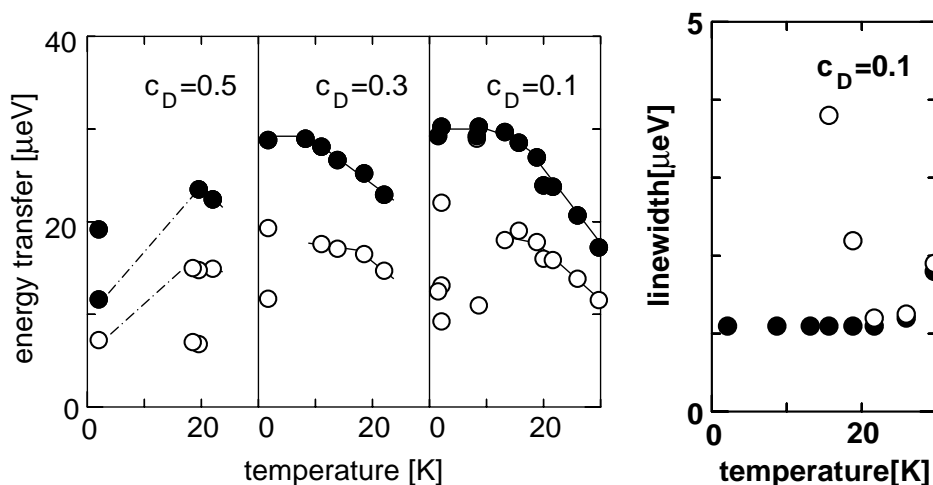 40
20
0
energy transfer [µeV]
c_D=0.5
c_D=0.3
c_D=0.1
0
20
0
20
0
20
temperature [K]
5
0
linewidth[µeV]
c_D=0.1
0
20
temperature[K]